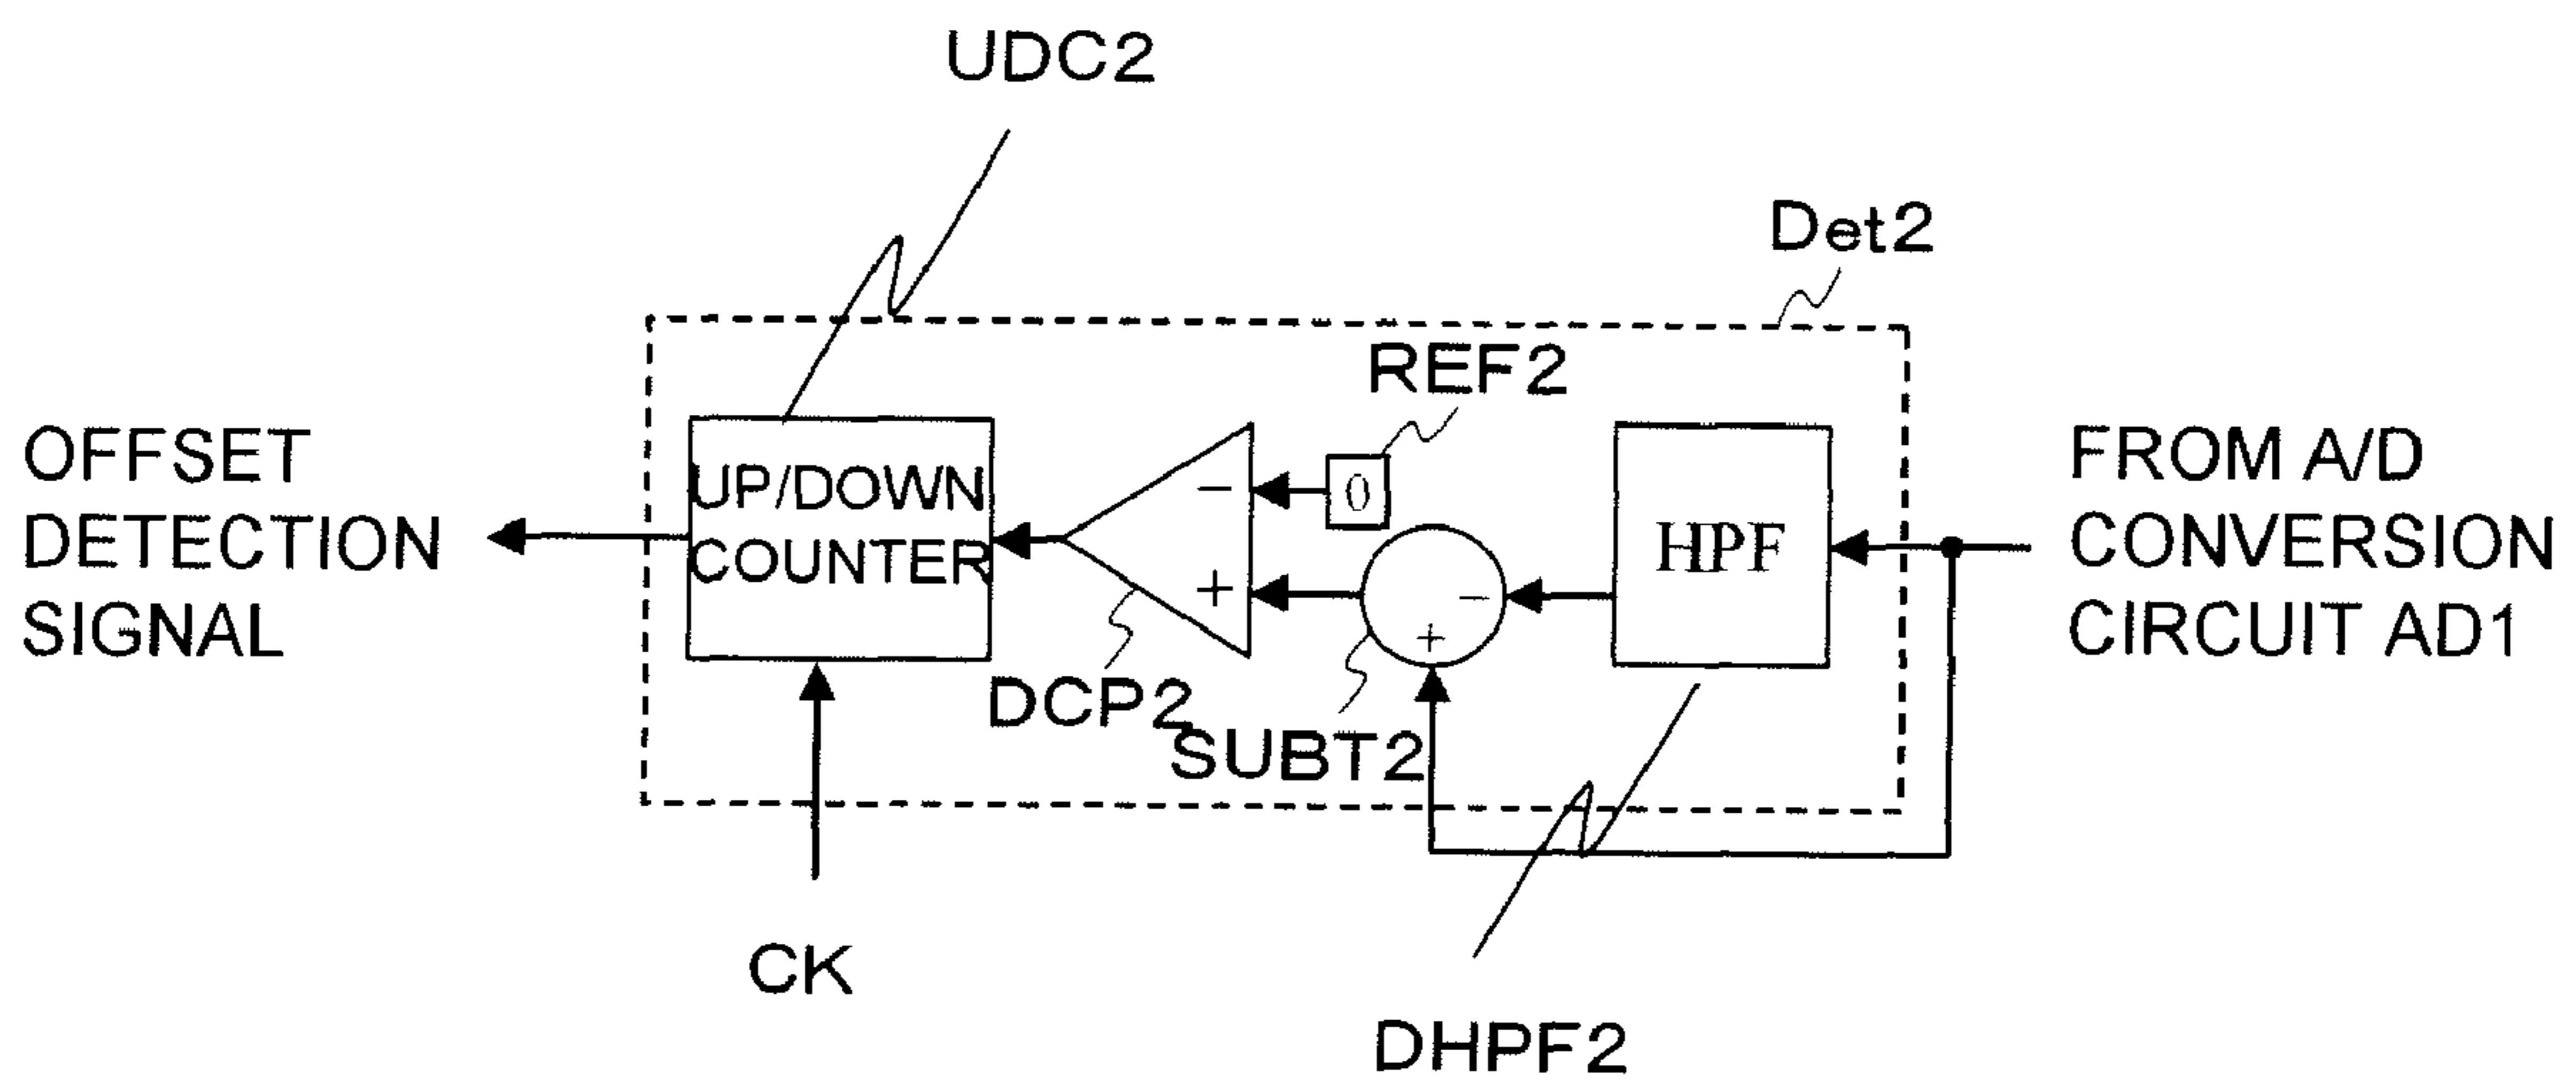 UDC2
Det2
REF2
OFFSET
DETECTION
SIGNAL
UP/DOWN
COUNTER
−
+
0
−
+
HPF
FROM A/D
CONVERSION
CIRCUIT AD1
DCP2
SUBT2
CK
DHPF2